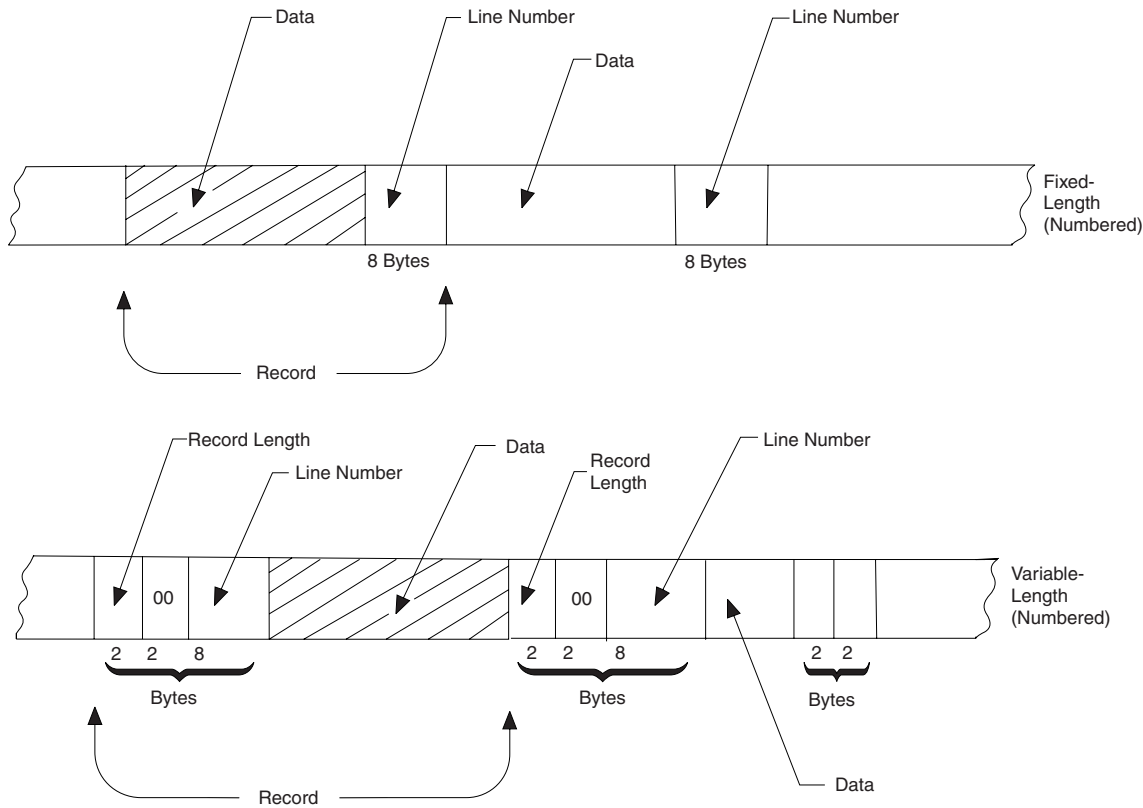 Data
Line Number
Line Number
Data
Fixed-
Length
(Numbered)
8 Bytes
8 Bytes
Record
Record Length
Data
Line Number
Line Number
Record
Length
00
00
Variable-
Length
(Numbered)
2 2 8
2 2 8
2 2
Bytes
Bytes
Bytes
Record
Data